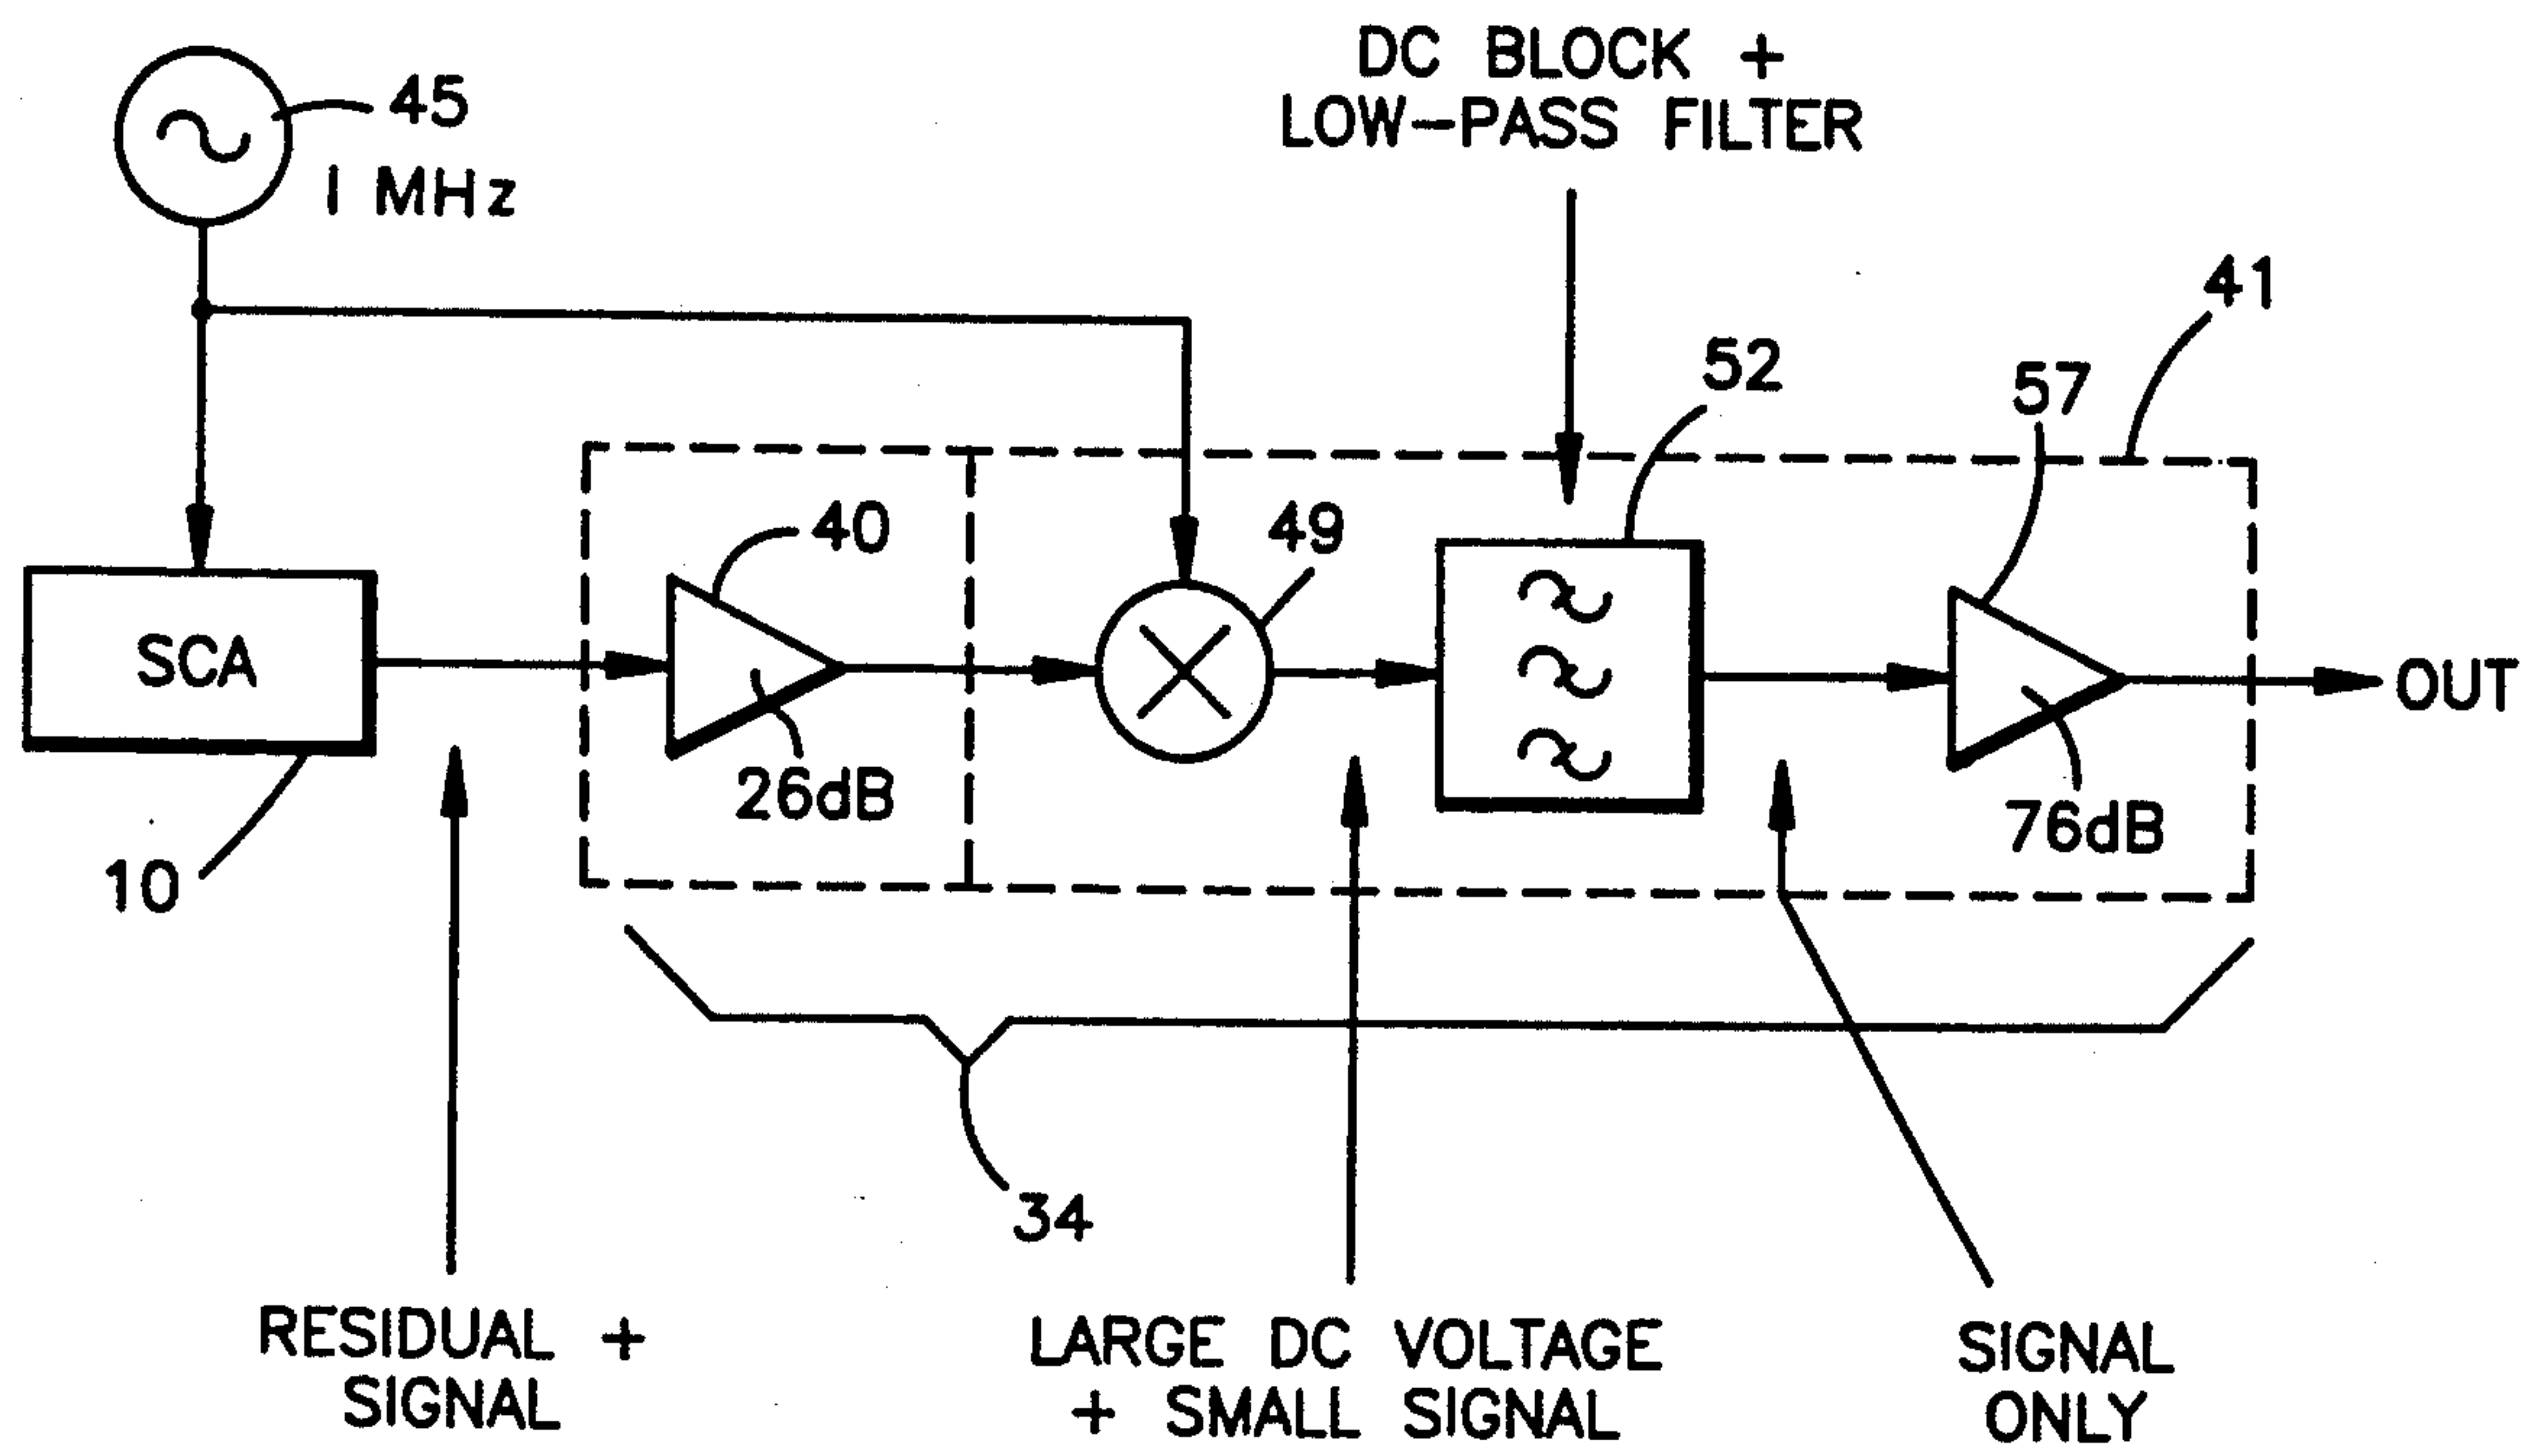 DC BLOCK +
LOW-PASS FILTER
45
1 MHz
41
52
57
40
49
SCA
OUT
26dB
76dB
10
34
RESIDUAL +
SIGNAL
LARGE DC VOLTAGE
+ SMALL SIGNAL
SIGNAL
ONLY